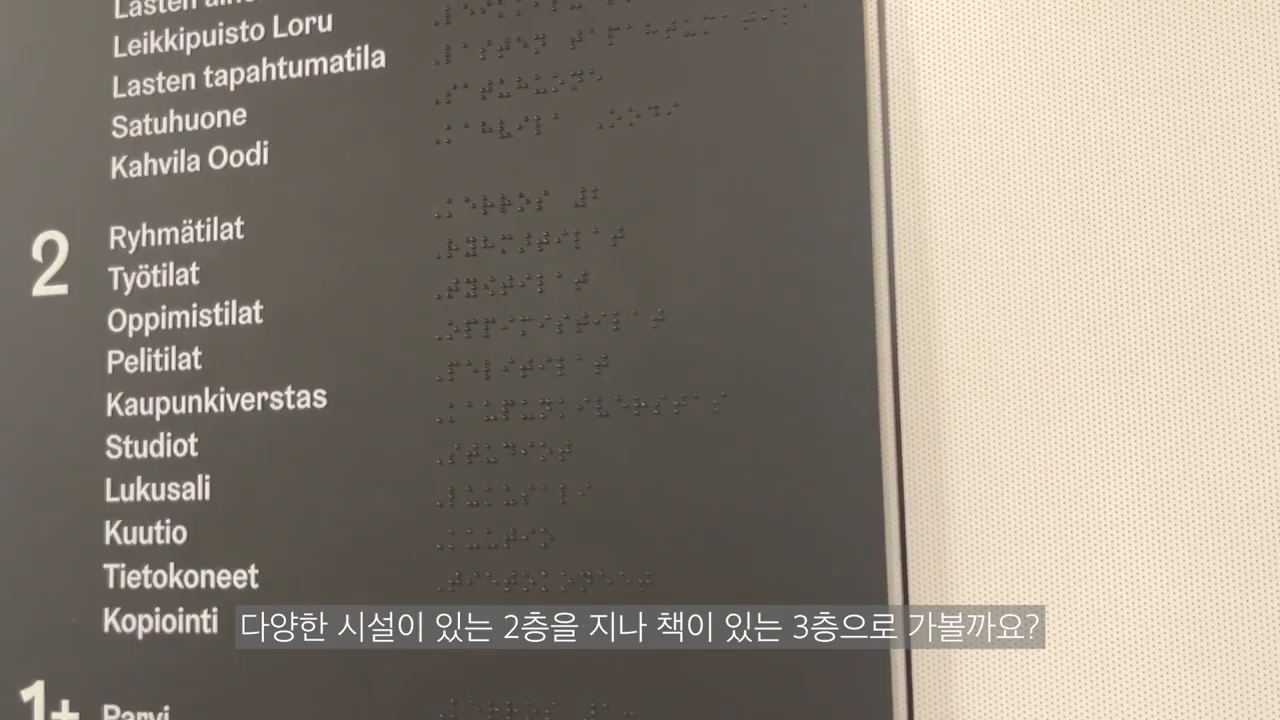 Lasten
Leikkipuisto Loru
Lasten tapahtumatila
Satuhuone
Kahvila Oodi
2
Ryhmätilat
Työtilat
Oppimistilat
Pelitilat
Kaupunkiverstas
Studiot
Lukusali
Kuutio
Tietokoneet
Kopiointi
다양한 시설이 있는 2층을 지나 책이 있는 3층으로 가볼까요?
1+
Parvi